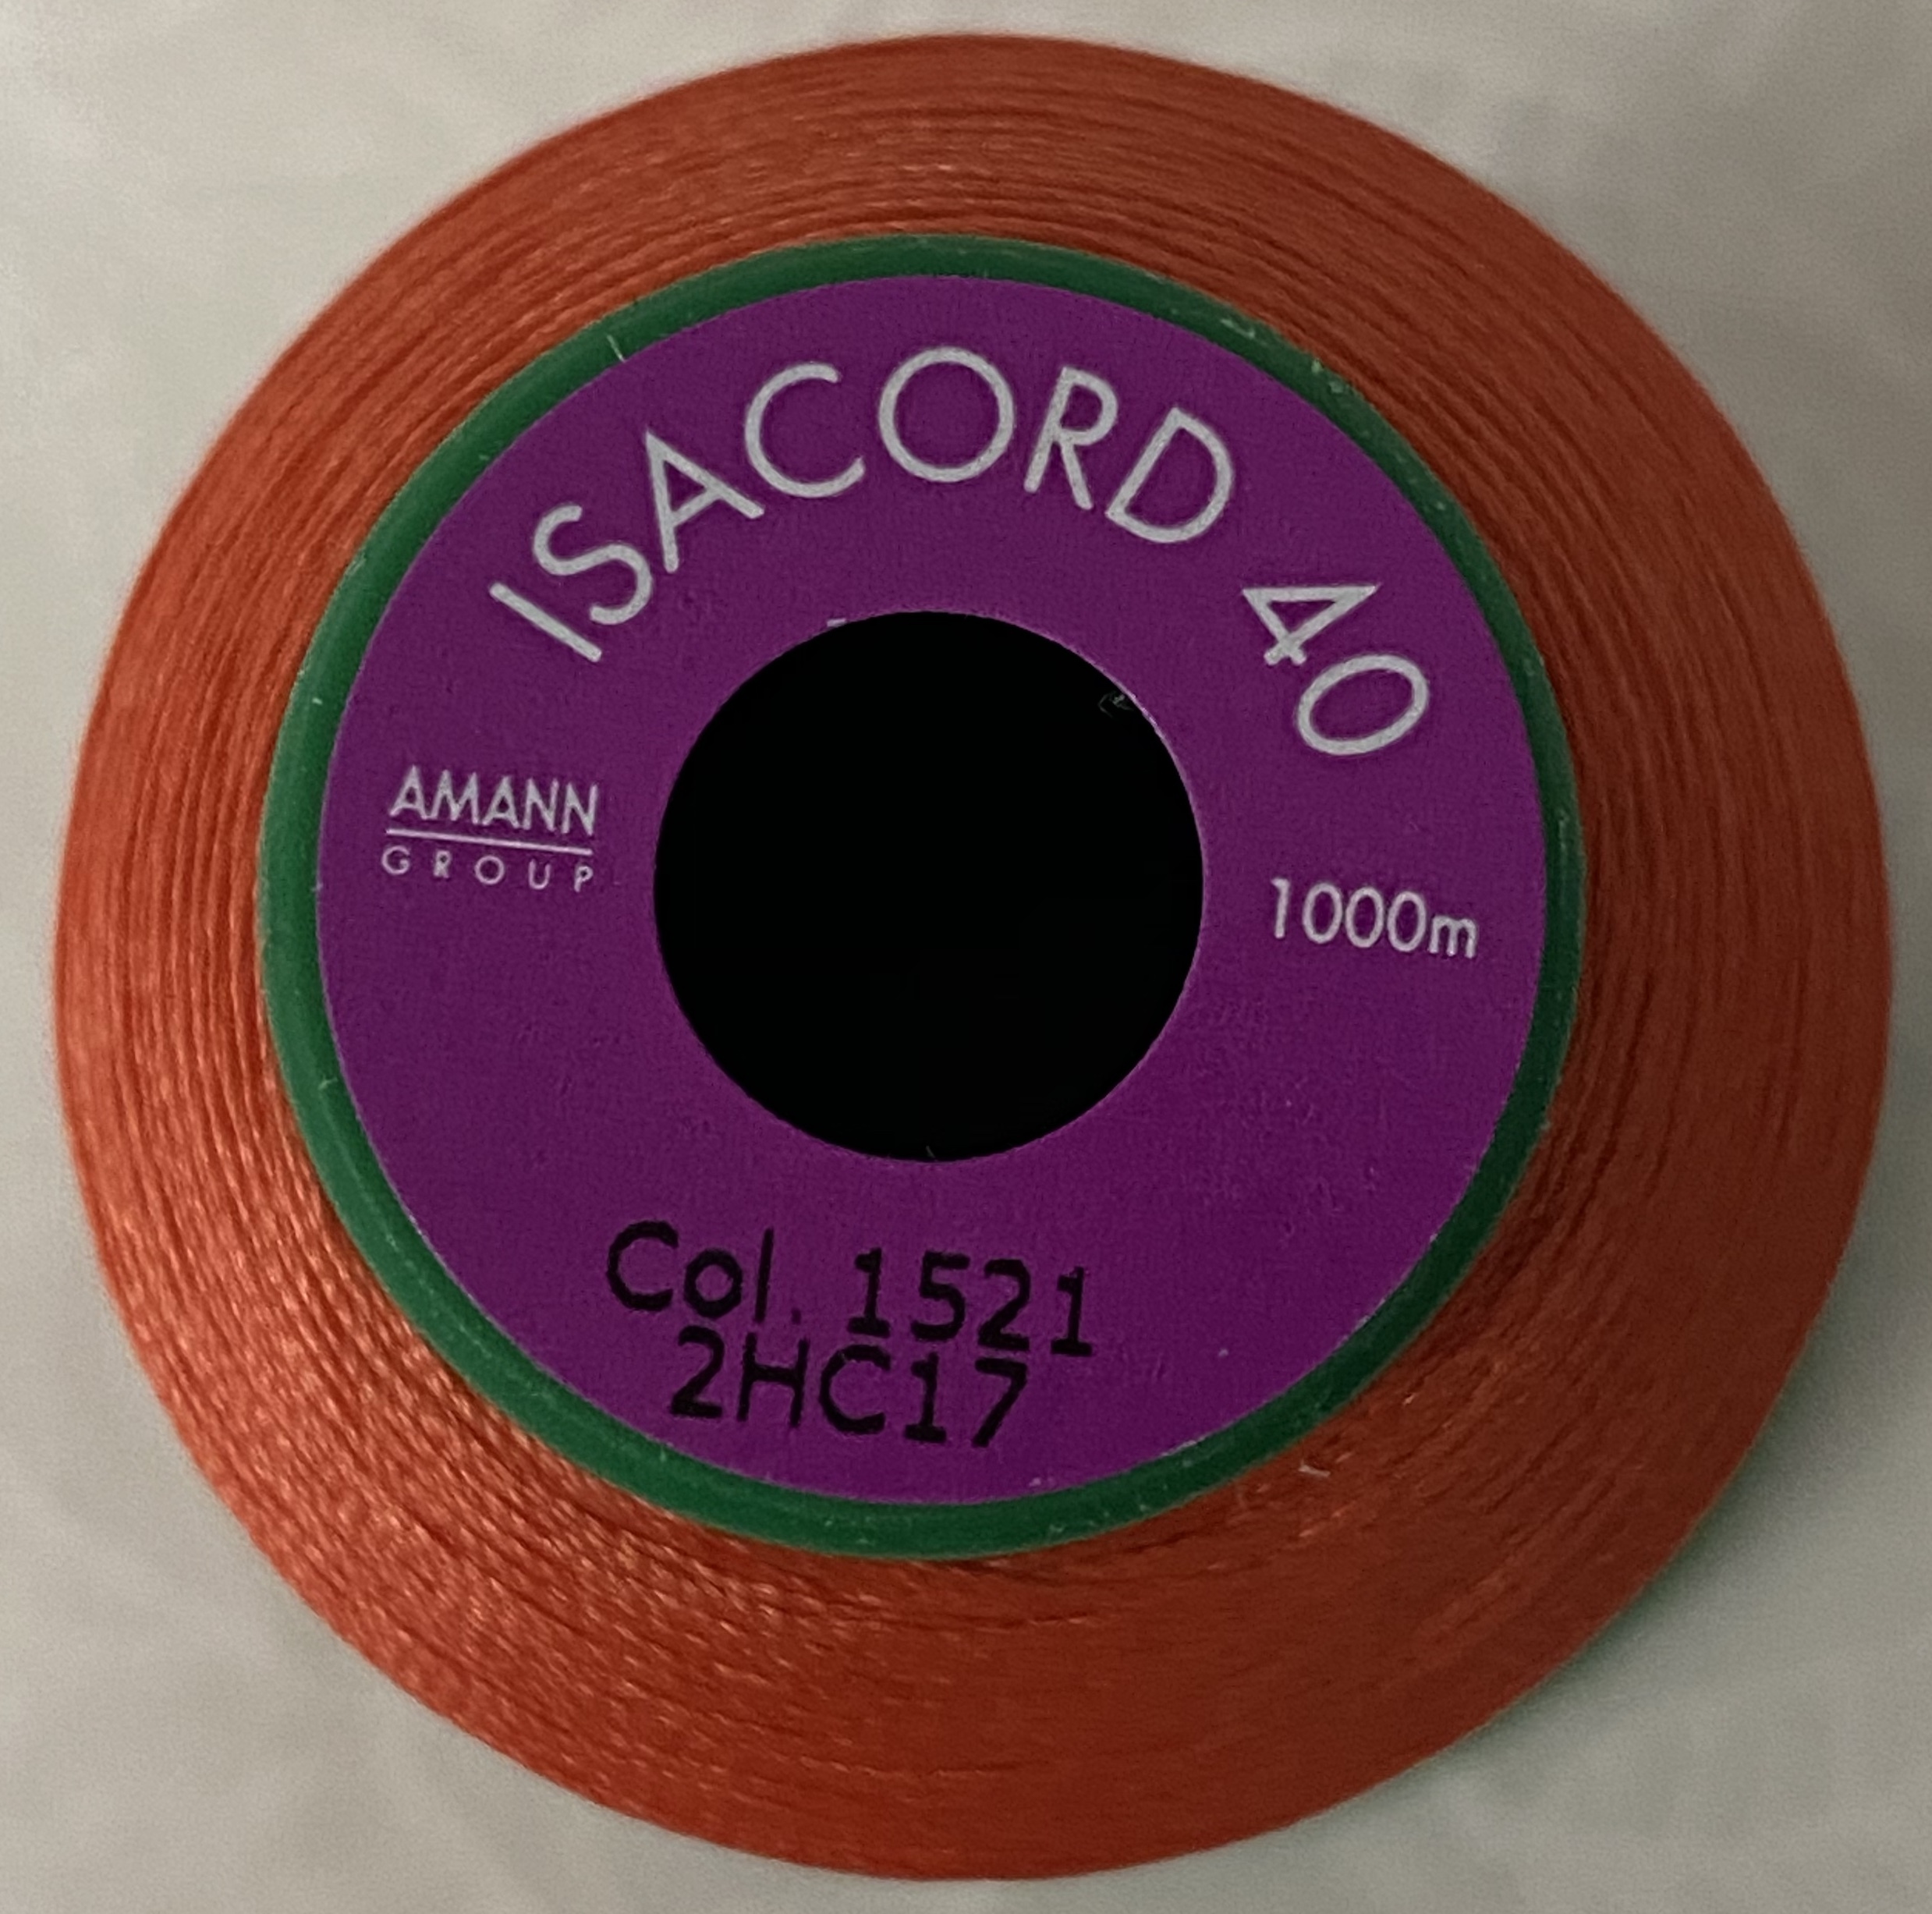 ISACORD 40
AMANN
GROUP
1000m
Col. 1521
2HC17